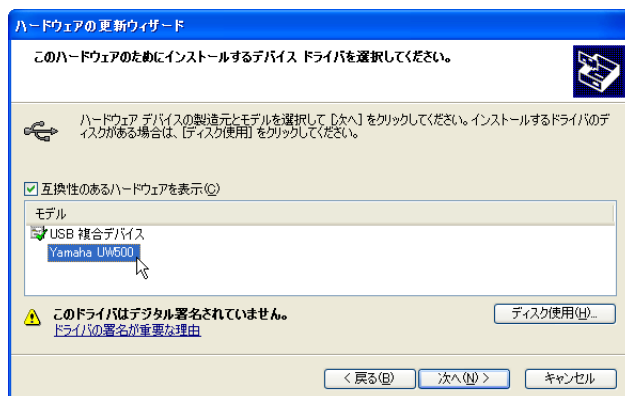 ハードウェアの更新ウィザード
このハードウェアのためにインストールするデバイス ドライバを選択してください。
ハードウェア デバイスの製造元とモデルを選択して [次へ] をクリックしてください。インストールするドライバのデ
ィスクがある場合は、[ディスク使用] をクリックしてください。
互換性のあるハードウェアを表示(C)
モデル
USB 複合デバイス
Yamaha UW500
このドライバはデジタル署名されていません。
ディスク使用(H)...
ドライバの署名が重要な理由
< 戻る(B)
次へ(N) >
キャンセル